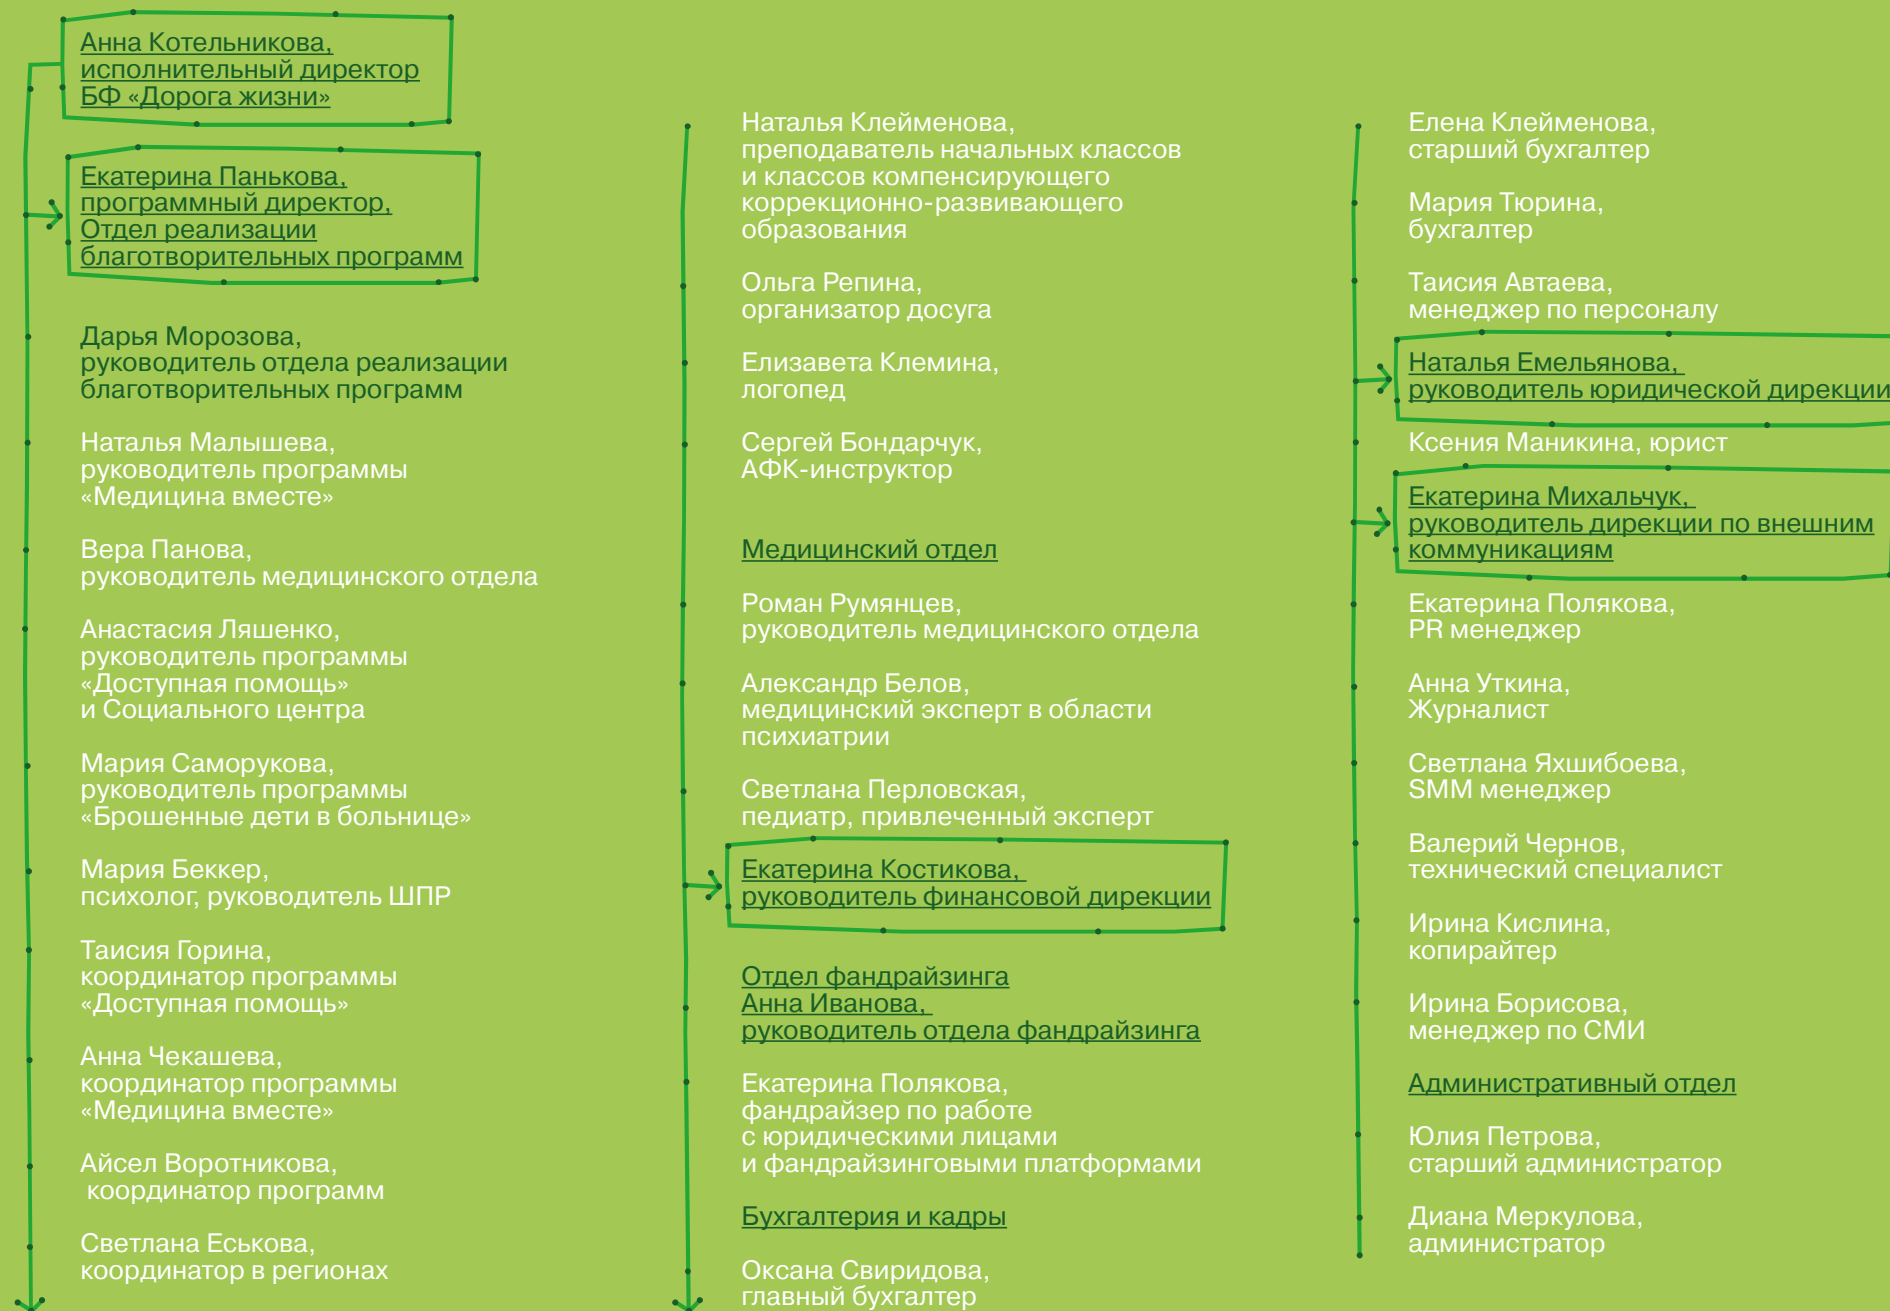 Анна Котельникова,
исполнительный директор
БФ «Дорога жизни»
Екатерина Панькова,
программный директор,
Отдел реализации
благотворительных программ
Дарья Морозова,
руководитель отдела реализации
благотворительных программ
Наталья Малышева,
руководитель программы
«Медицина вместе»
Вера Панова,
руководитель медицинского отдела
Анастасия Ляшенко,
руководитель программы
«Доступная помощь»
и Социального центра
Мария Саморукова,
руководитель программы
«Брошенные дети в больнице»
Мария Беккер,
психолог, руководитель ШПР
Таисия Горина,
координатор программы
«Доступная помощь»
Анна Чекашева,
координатор программы
«Медицина вместе»
Айсел Воротникова,
координатор программ
Светлана Еськова,
координатор в регионах
Наталья Клейменова,
преподаватель начальных классов
и классов компенсирующего
коррекционно-развивающего
образования
Ольга Репина,
организатор досуга
Елизавета Клемина,
логопед
Сергей Бондарчук,
АФК-инструктор
Медицинский отдел
Роман Румянцев,
руководитель медицинского отдела
Александр Белов,
медицинский эксперт в области
психиатрии
Светлана Перловская,
педиатр, привлеченный эксперт
Екатерина Костикова,
руководитель финансовой дирекции
Отдел фандрайзинга
Анна Иванова,
руководитель отдела фандрайзинга
Екатерина Полякова,
фандрайзер по работе
с юридическими лицами
и фандрайзинговыми платформами
Бухгалтерия и кадры
Оксана Свиридова,
главный бухгалтер
Елена Клейменова,
старший бухгалтер
Мария Тюрина,
бухгалтер
Таисия Автаева,
менеджер по персоналу
Наталья Емельянова,
руководитель юридической дирекции
Ксения Маникина, юрист
Екатерина Михальчук,
руководитель дирекции по внешним
коммуникациям
Екатерина Полякова,
PR менеджер
Анна Уткина,
Журналист
Светлана Яхшибоева,
SMM менеджер
Валерий Чернов,
технический специалист
Ирина Кислина,
копирайтер
Ирина Борисова,
менеджер по СМИ
Административный отдел
Юлия Петрова,
старший администратор
Диана Меркулова,
администратор